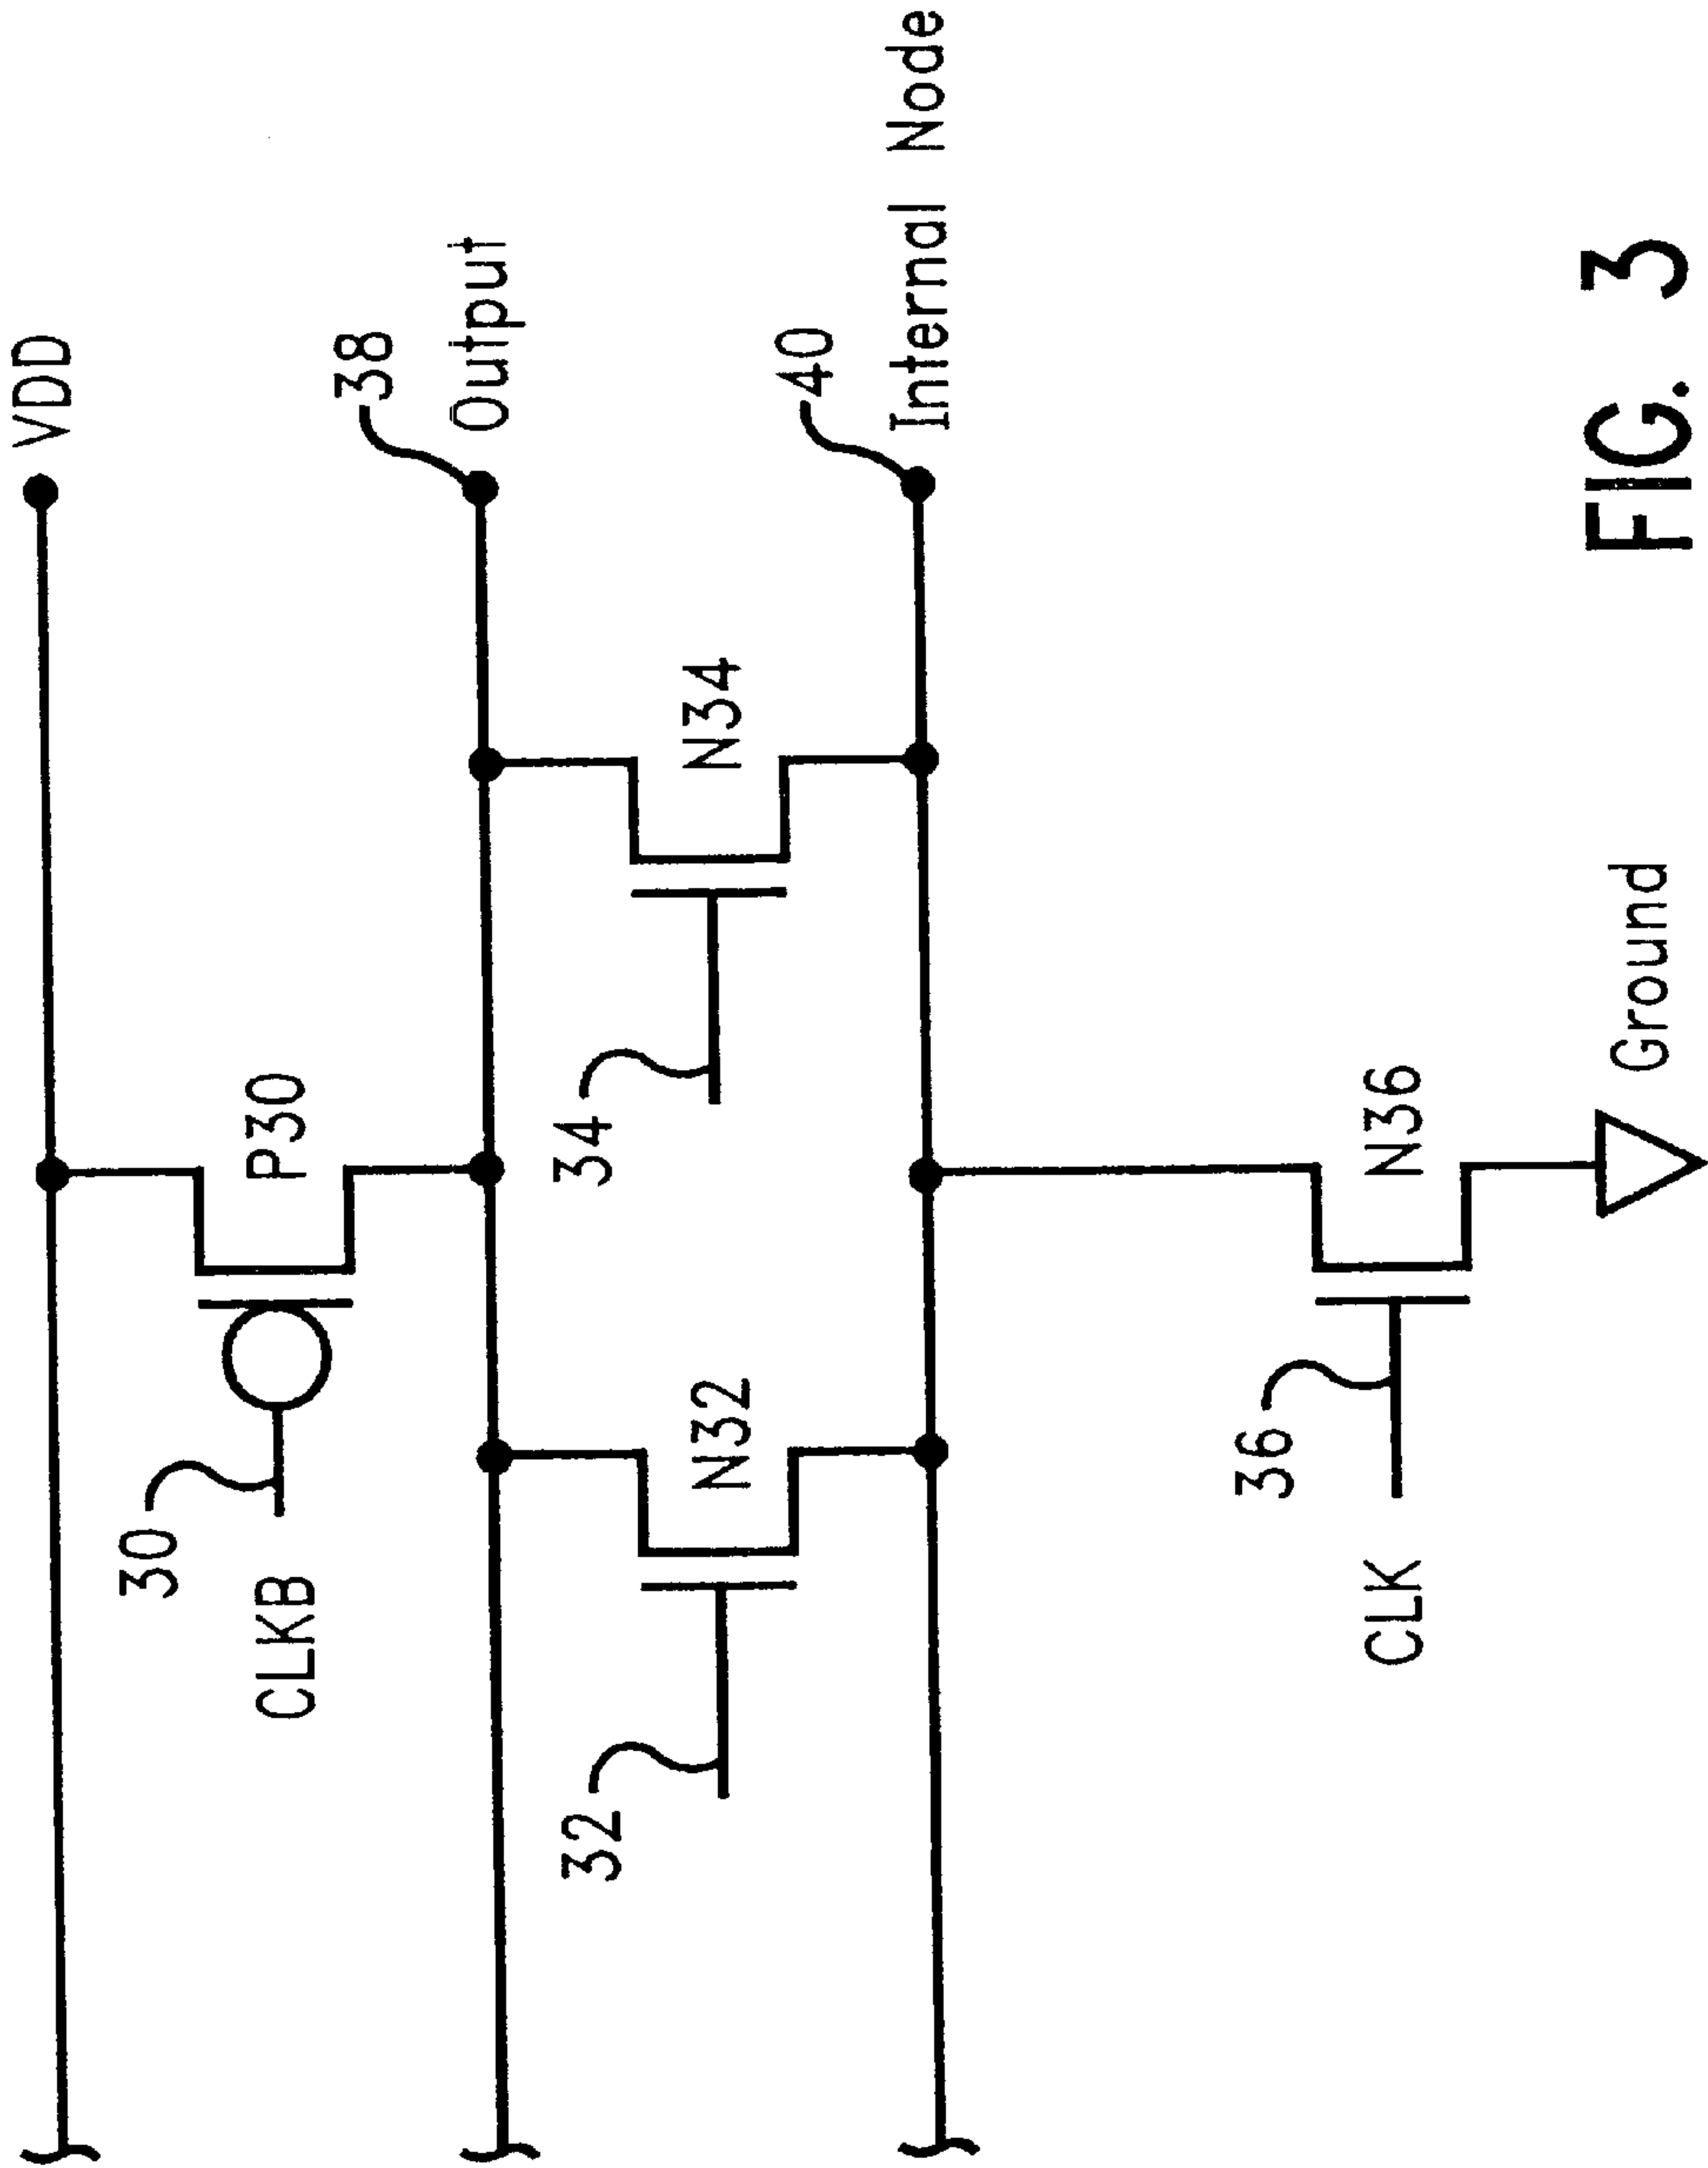 VDD
30
P30
CLKB
38
Output
34
N34
32
N32
40
Internal Node
36
N36
CLK
Ground
FIG. 3